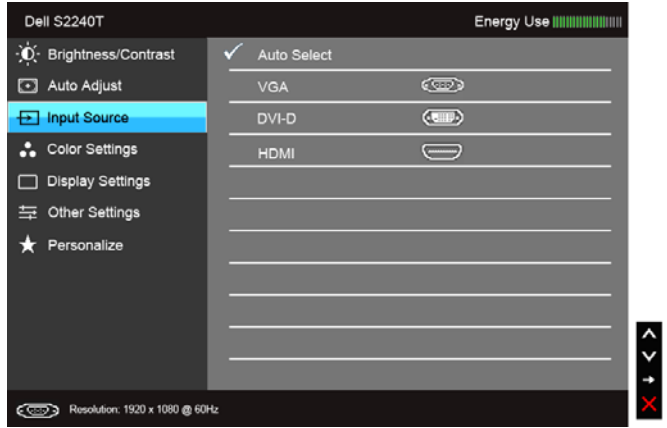 Dell S2240T
Energy Use
Brightness/Contrast
Auto Adjust
Input Source
Color Settings
Display Settings
Other Settings
Personalize
Auto Select
VGA
DVI-D
HDMI
Resolution: 1920 x 1080 @ 60Hz